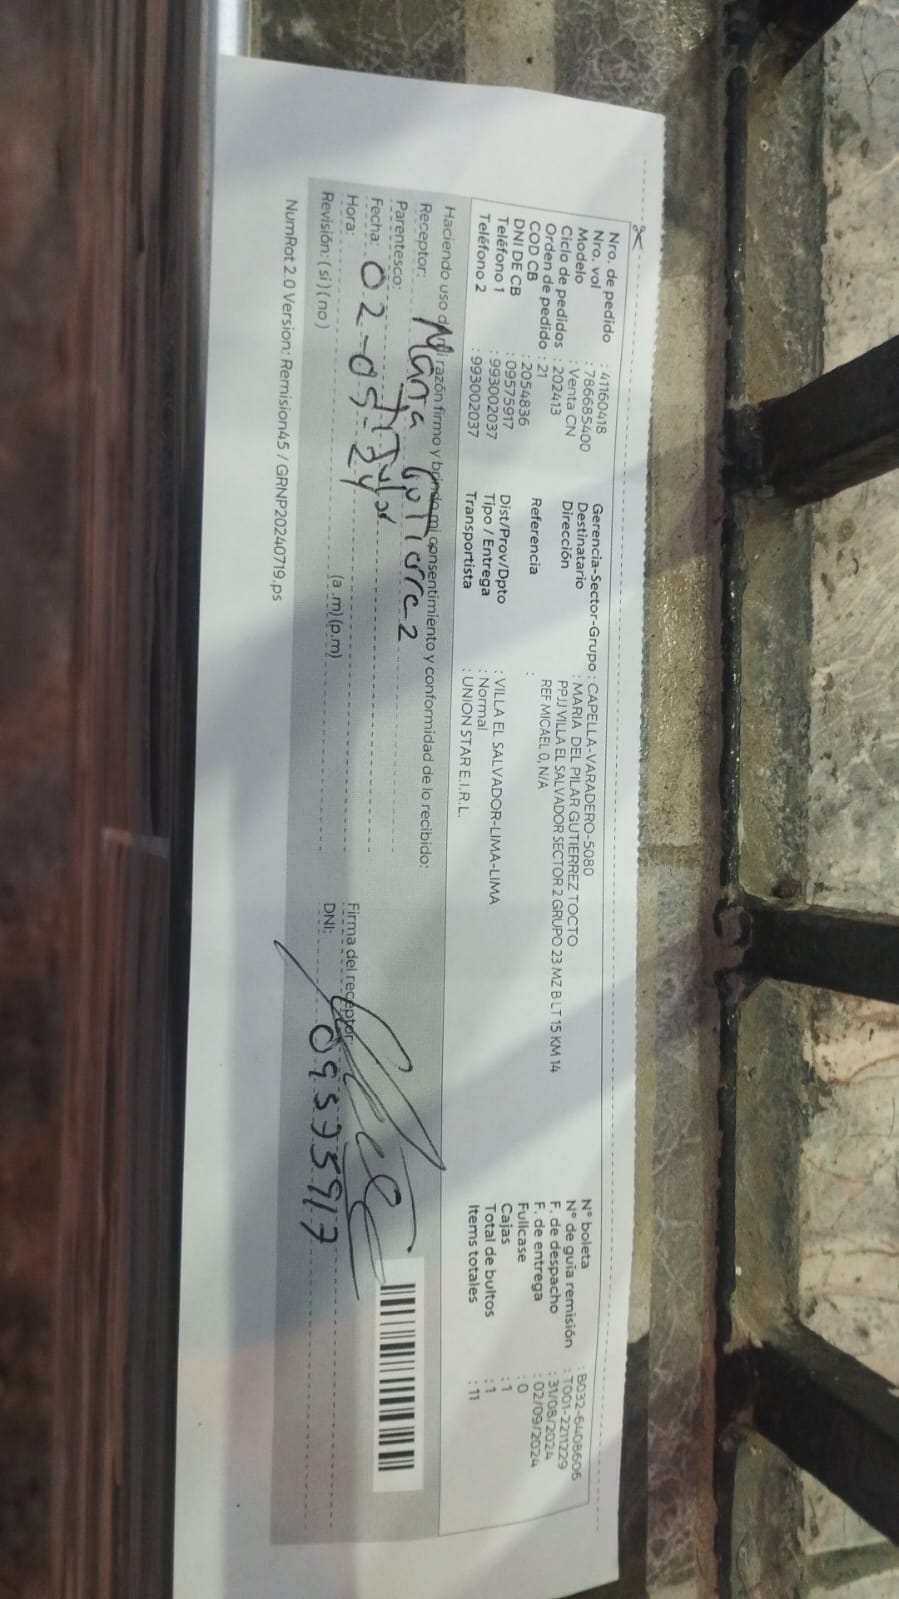 Nro. de pedido : 41160418
Nro. vol : 786685400
Modelo : Venta CN
Ciclo de pedidos : 202413
Orden de pedido : 21
COD CB : 2054836
DNI DE CB : 09575917
Teléfono 1 : 993002037
Teléfono 2 : 993002037
Gerencia-Sector-Grupo : CAPELLA-VARADERO-5080
Destinatario : MARIA DEL PILAR GUTIERREZ TOCTO
Dirección : PPJJ VILLA EL SALVADOR SECTOR 2 GRUPO 23 MZ B LT 15 KM 14
REF MICAEL 0, N/A
Referencia :
Dist/Prov/Dpto : VILLA EL SALVADOR-LIMA-LIMA
Tipo / Entrega : Normal
Transportista : UNION STAR E.I.R.L.
N° boleta : B032-6408606
N° de guía remisión : T001-2211229
F. de despacho : 31/08/2024
F. de entrega : 02/09/2024
Fullcase : 0
Cajas : 1
Total de bultos : 1
Items totales : 11
Haciendo uso de mi razón firmo y brindo mi consentimiento y conformidad de lo recibido:
Receptor: Maria
Parentesco: Titular
Fecha: 02-09-24
Hora: (a.m) (p.m)
Revisión: ( si ) ( no )
Firma del receptor
DNI: 09575917
NumRot 2.0 Version: Remision45 / GRNP20240719.ps